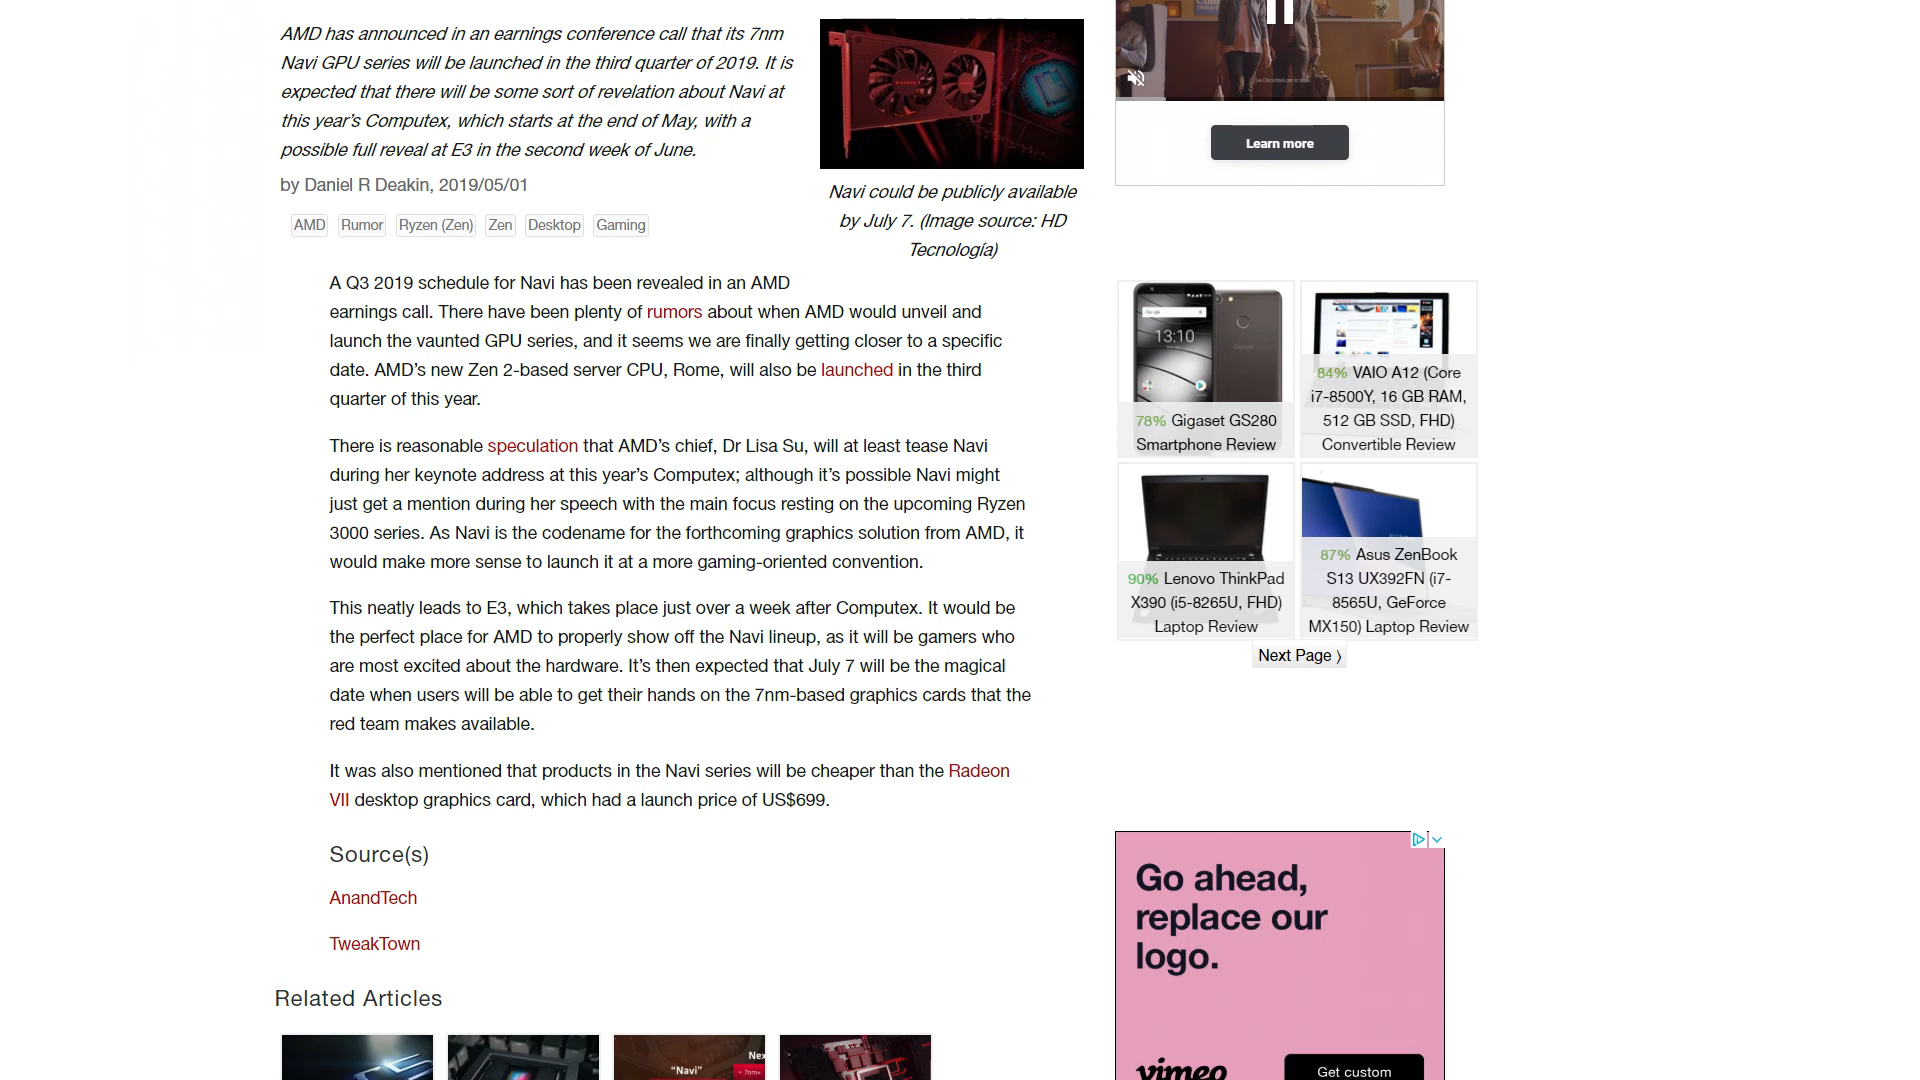 AMD has announced in an earnings conference call that its 7nm
Navi GPU series will be launched in the third quarter of 2019. It is
expected that there will be some sort of revelation about Navi at
this year’s Computex, which starts at the end of May, with a
possible full reveal at E3 in the second week of June.
by Daniel R Deakin, 2019/05/01
AMD Rumor Ryzen (Zen) Zen Desktop Gaming
Navi could be publicly available
by July 7. (Image source: HD
Tecnología)
A Q3 2019 schedule for Navi has been revealed in an AMD
earnings call. There have been plenty of rumors about when AMD would unveil and
launch the vaunted GPU series, and it seems we are finally getting closer to a specific
date. AMD’s new Zen 2-based server CPU, Rome, will also be launched in the third
quarter of this year.
There is reasonable speculation that AMD’s chief, Dr Lisa Su, will at least tease Navi
during her keynote address at this year’s Computex; although it’s possible Navi might
just get a mention during her speech with the main focus resting on the upcoming Ryzen
3000 series. As Navi is the codename for the forthcoming graphics solution from AMD, it
would make more sense to launch it at a more gaming-oriented convention.
This neatly leads to E3, which takes place just over a week after Computex. It would be
the perfect place for AMD to properly show off the Navi lineup, as it will be gamers who
are most excited about the hardware. It’s then expected that July 7 will be the magical
date when users will be able to get their hands on the 7nm-based graphics cards that the
red team makes available.
It was also mentioned that products in the Navi series will be cheaper than the Radeon
VII desktop graphics card, which had a launch price of US$699.
Source(s)
AnandTech
TweakTown
Related Articles
“Navi”
7nm+
Learn more
13:10
78% Gigaset GS280
Smartphone Review
84% VAIO A12 (Core
i7-8500Y, 16 GB RAM,
512 GB SSD, FHD)
Convertible Review
90% Lenovo ThinkPad
X390 (i5-8265U, FHD)
Laptop Review
87% Asus ZenBook
S13 UX392FN (i7-
8565U, GeForce
MX150) Laptop Review
Next Page ⟩
Go ahead,
replace our
logo.
vimeo
Get custom